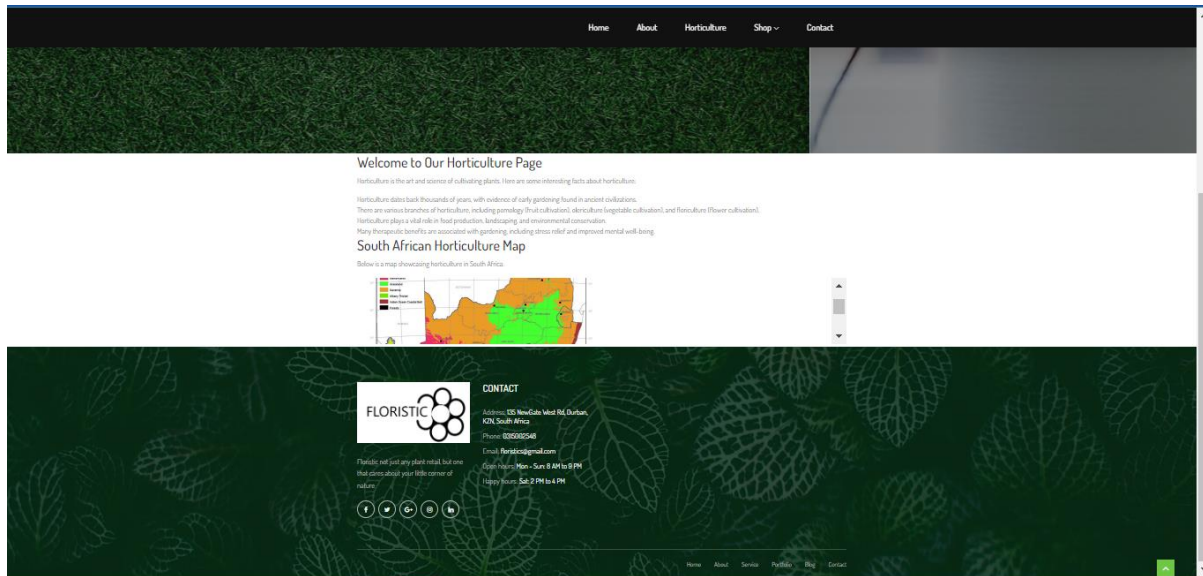 Home About Horticulture Shop Contact
Welcome to Our Horticulture Page
Horticulture is the art and science of cultivating plants. Here are some interesting facts about horticulture:
Horticulture dates back thousands of years, with evidence of early gardening found in ancient civilizations.
There are various branches of horticulture, including pomology (fruit cultivation), olericulture (vegetable cultivation), and floriculture (flower cultivation).
Horticulture plays a vital role in food production, landscaping, and environmental conservation.
Many therapeutic benefits are associated with gardening, including stress relief and improved mental well-being.
South African Horticulture Map
Below is a map showcasing horticulture in South Africa.
FLORISTIC
Floristic not just any plant retail, but one
that cares about your little corner of
nature
CONTACT
Address: 135 NewGate West Rd, Durban,
KZN, South Africa
Phone: 0315002548
Email: floristics@gmail.com
Open hours: Mon - Sun: 8 AM to 9 PM
Happy hours: Sat: 2 PM to 4 PM
Home About Service Portfolio Blog Contact